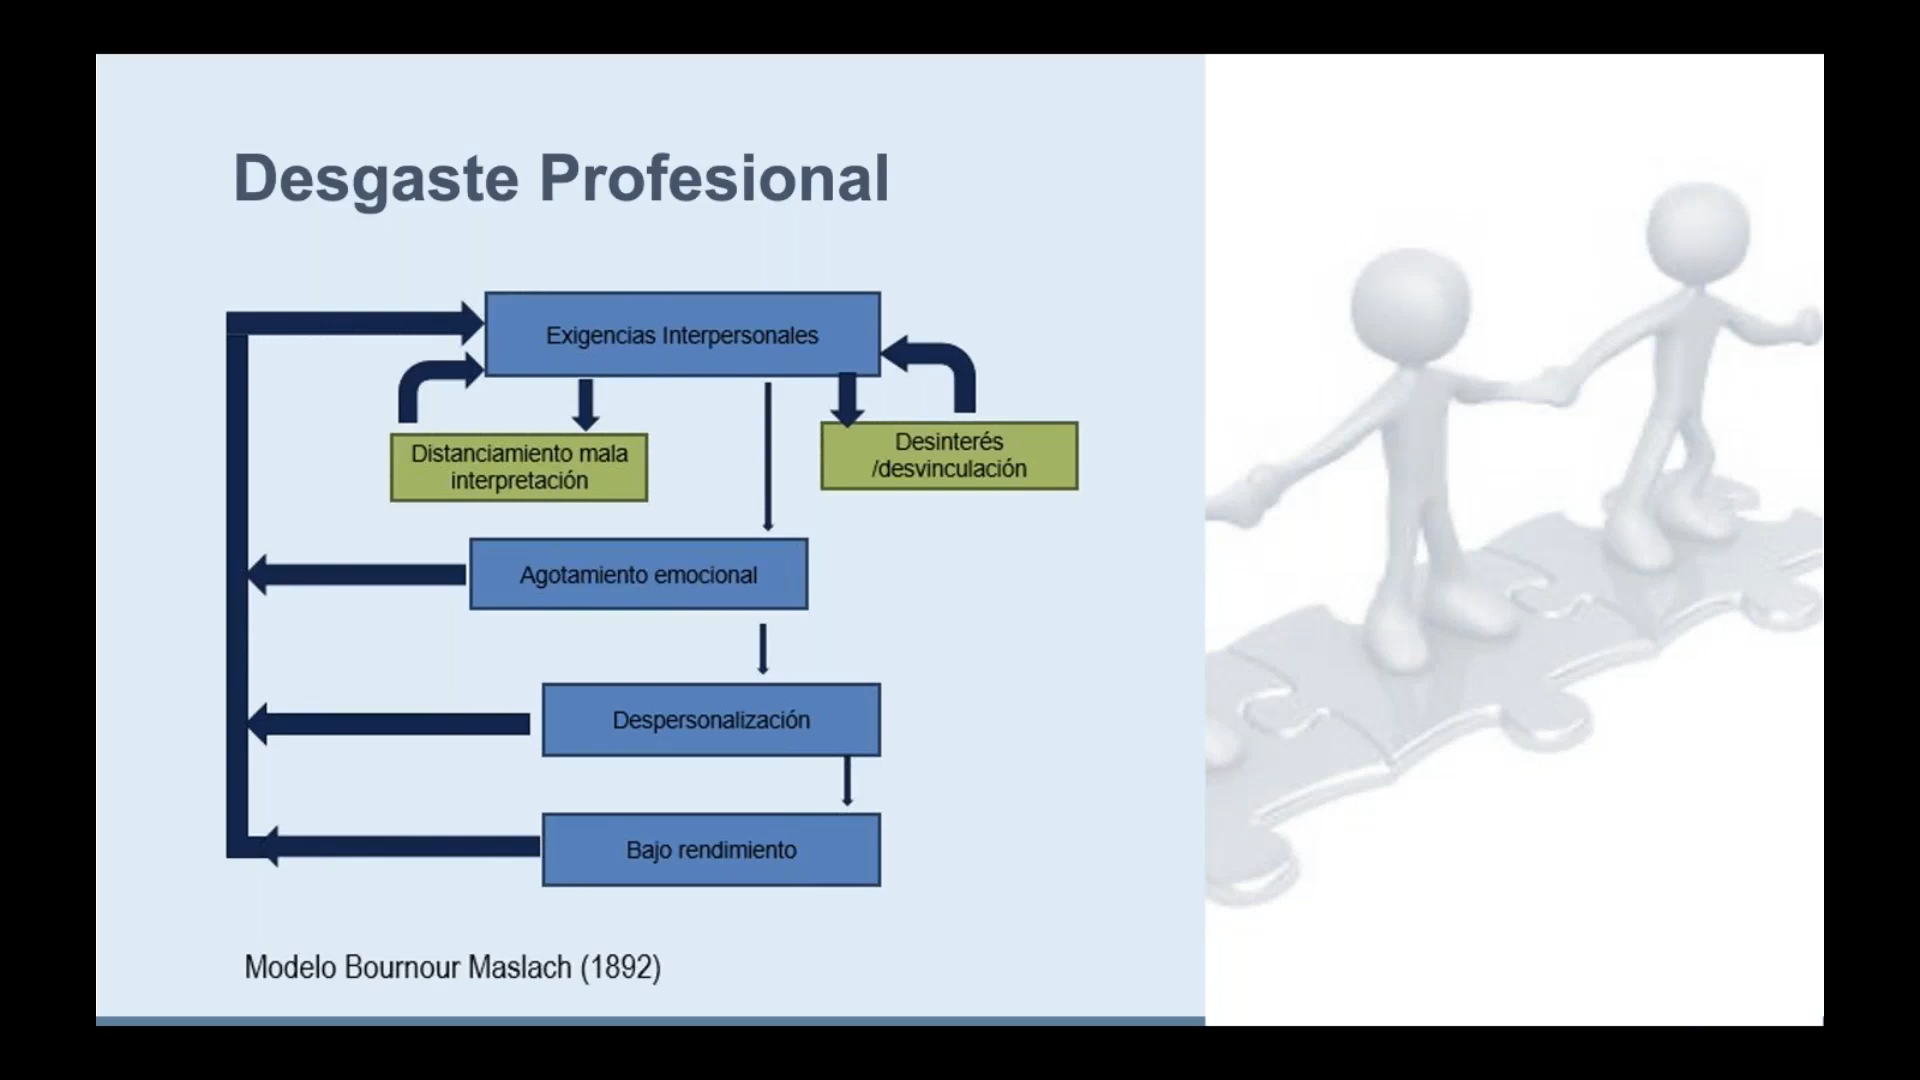 Desgaste Profesional
Exigencias Interpersonales
Distanciamiento mala
interpretación
Desinterés
/desvinculación
Agotamiento emocional
Despersonalización
Bajo rendimiento
Modelo Bournour Maslach (1892)